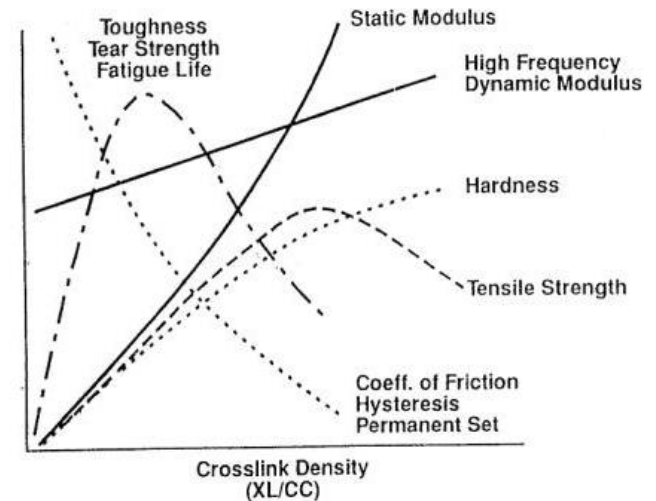 Toughness
Tear Strength
Fatigue Life
Static Modulus
High Frequency
Dynamic Modulus
Hardness
Tensile Strength
Coeff. of Friction
Hysteresis
Permanent Set
Crosslink Density
(XL/CC)